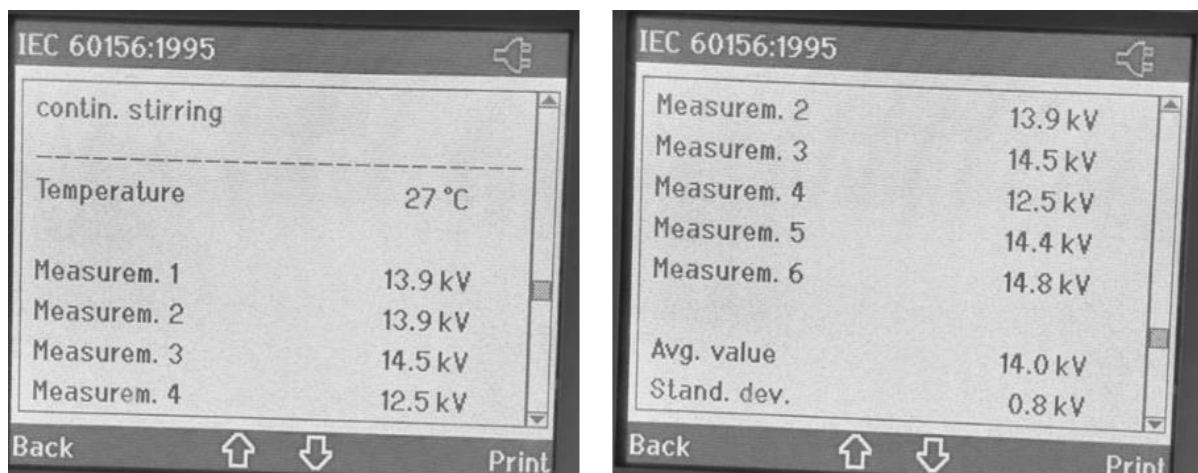 IEC 60156:1995
contin. stirring
Temperature 27 °C
Measurem. 1 13.9 kV
Measurem. 2 13.9 kV
Measurem. 3 14.5 kV
Measurem. 4 12.5 kV
Back Print
IEC 60156:1995
Measurem. 2 13.9 kV
Measurem. 3 14.5 kV
Measurem. 4 12.5 kV
Measurem. 5 14.4 kV
Measurem. 6 14.8 kV
Avg. value 14.0 kV
Stand. dev. 0.8 kV
Back Print